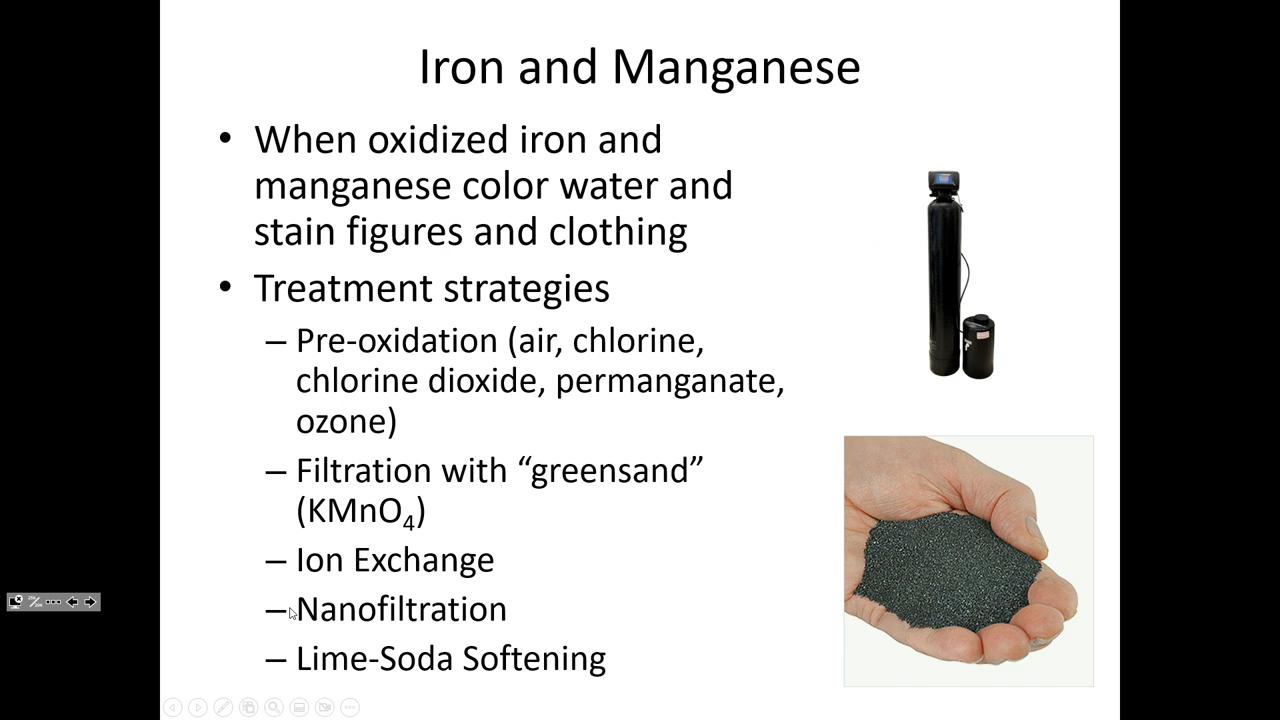 Iron and Manganese
• When oxidized iron and
manganese color water and
stain figures and clothing
• Treatment strategies
– Pre-oxidation (air, chlorine,
chlorine dioxide, permanganate,
ozone)
– Filtration with “greensand”
(KMnO₄)
– Ion Exchange
– Nanofiltration
– Lime-Soda Softening